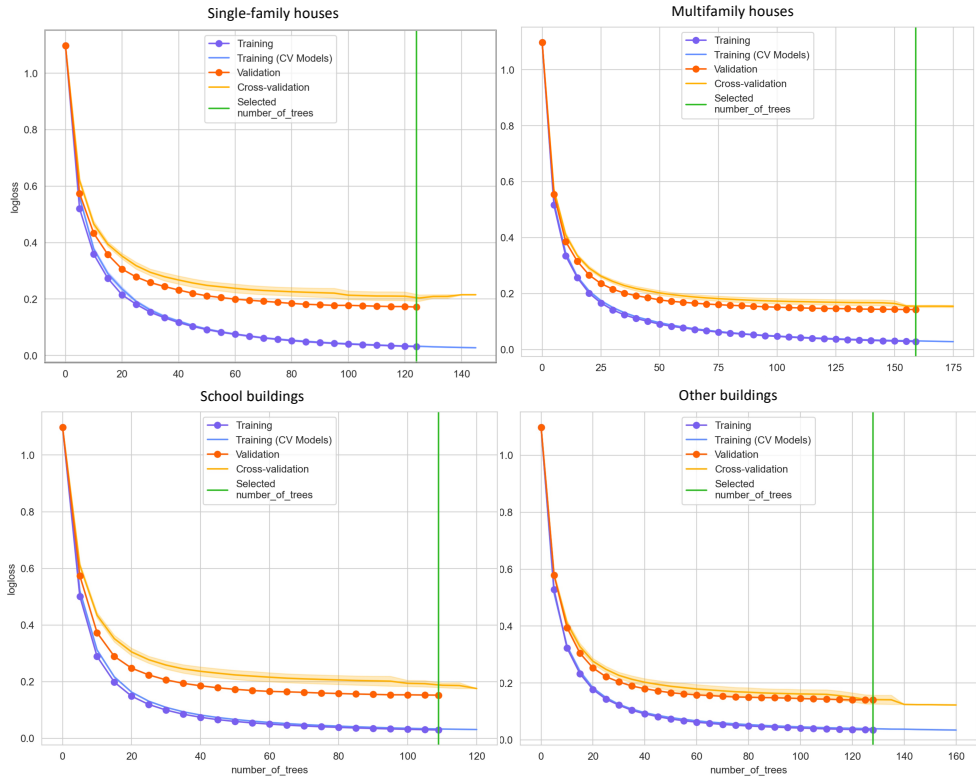 Single-family houses
Training
Training (CV Models)
Validation
Cross-validation
Selected
number_of_trees
logloss
1.0
0.8
0.6
0.4
0.2
0.0
0 20 40 60 80 100 120 140
Multifamily houses
Training
Training (CV Models)
Validation
Cross-validation
Selected
number_of_trees
1.0
0.8
0.6
0.4
0.2
0.0
0 25 50 75 100 125 150 175
School buildings
Training
Training (CV Models)
Validation
Cross-validation
Selected
number_of_trees
logloss
1.0
0.8
0.6
0.4
0.2
0.0
0 20 40 60 80 100 120
number_of_trees
Other buildings
Training
Training (CV Models)
Validation
Cross-validation
Selected
number_of_trees
1.0
0.8
0.6
0.4
0.2
0.0
0 20 40 60 80 100 120 140 160
number_of_trees